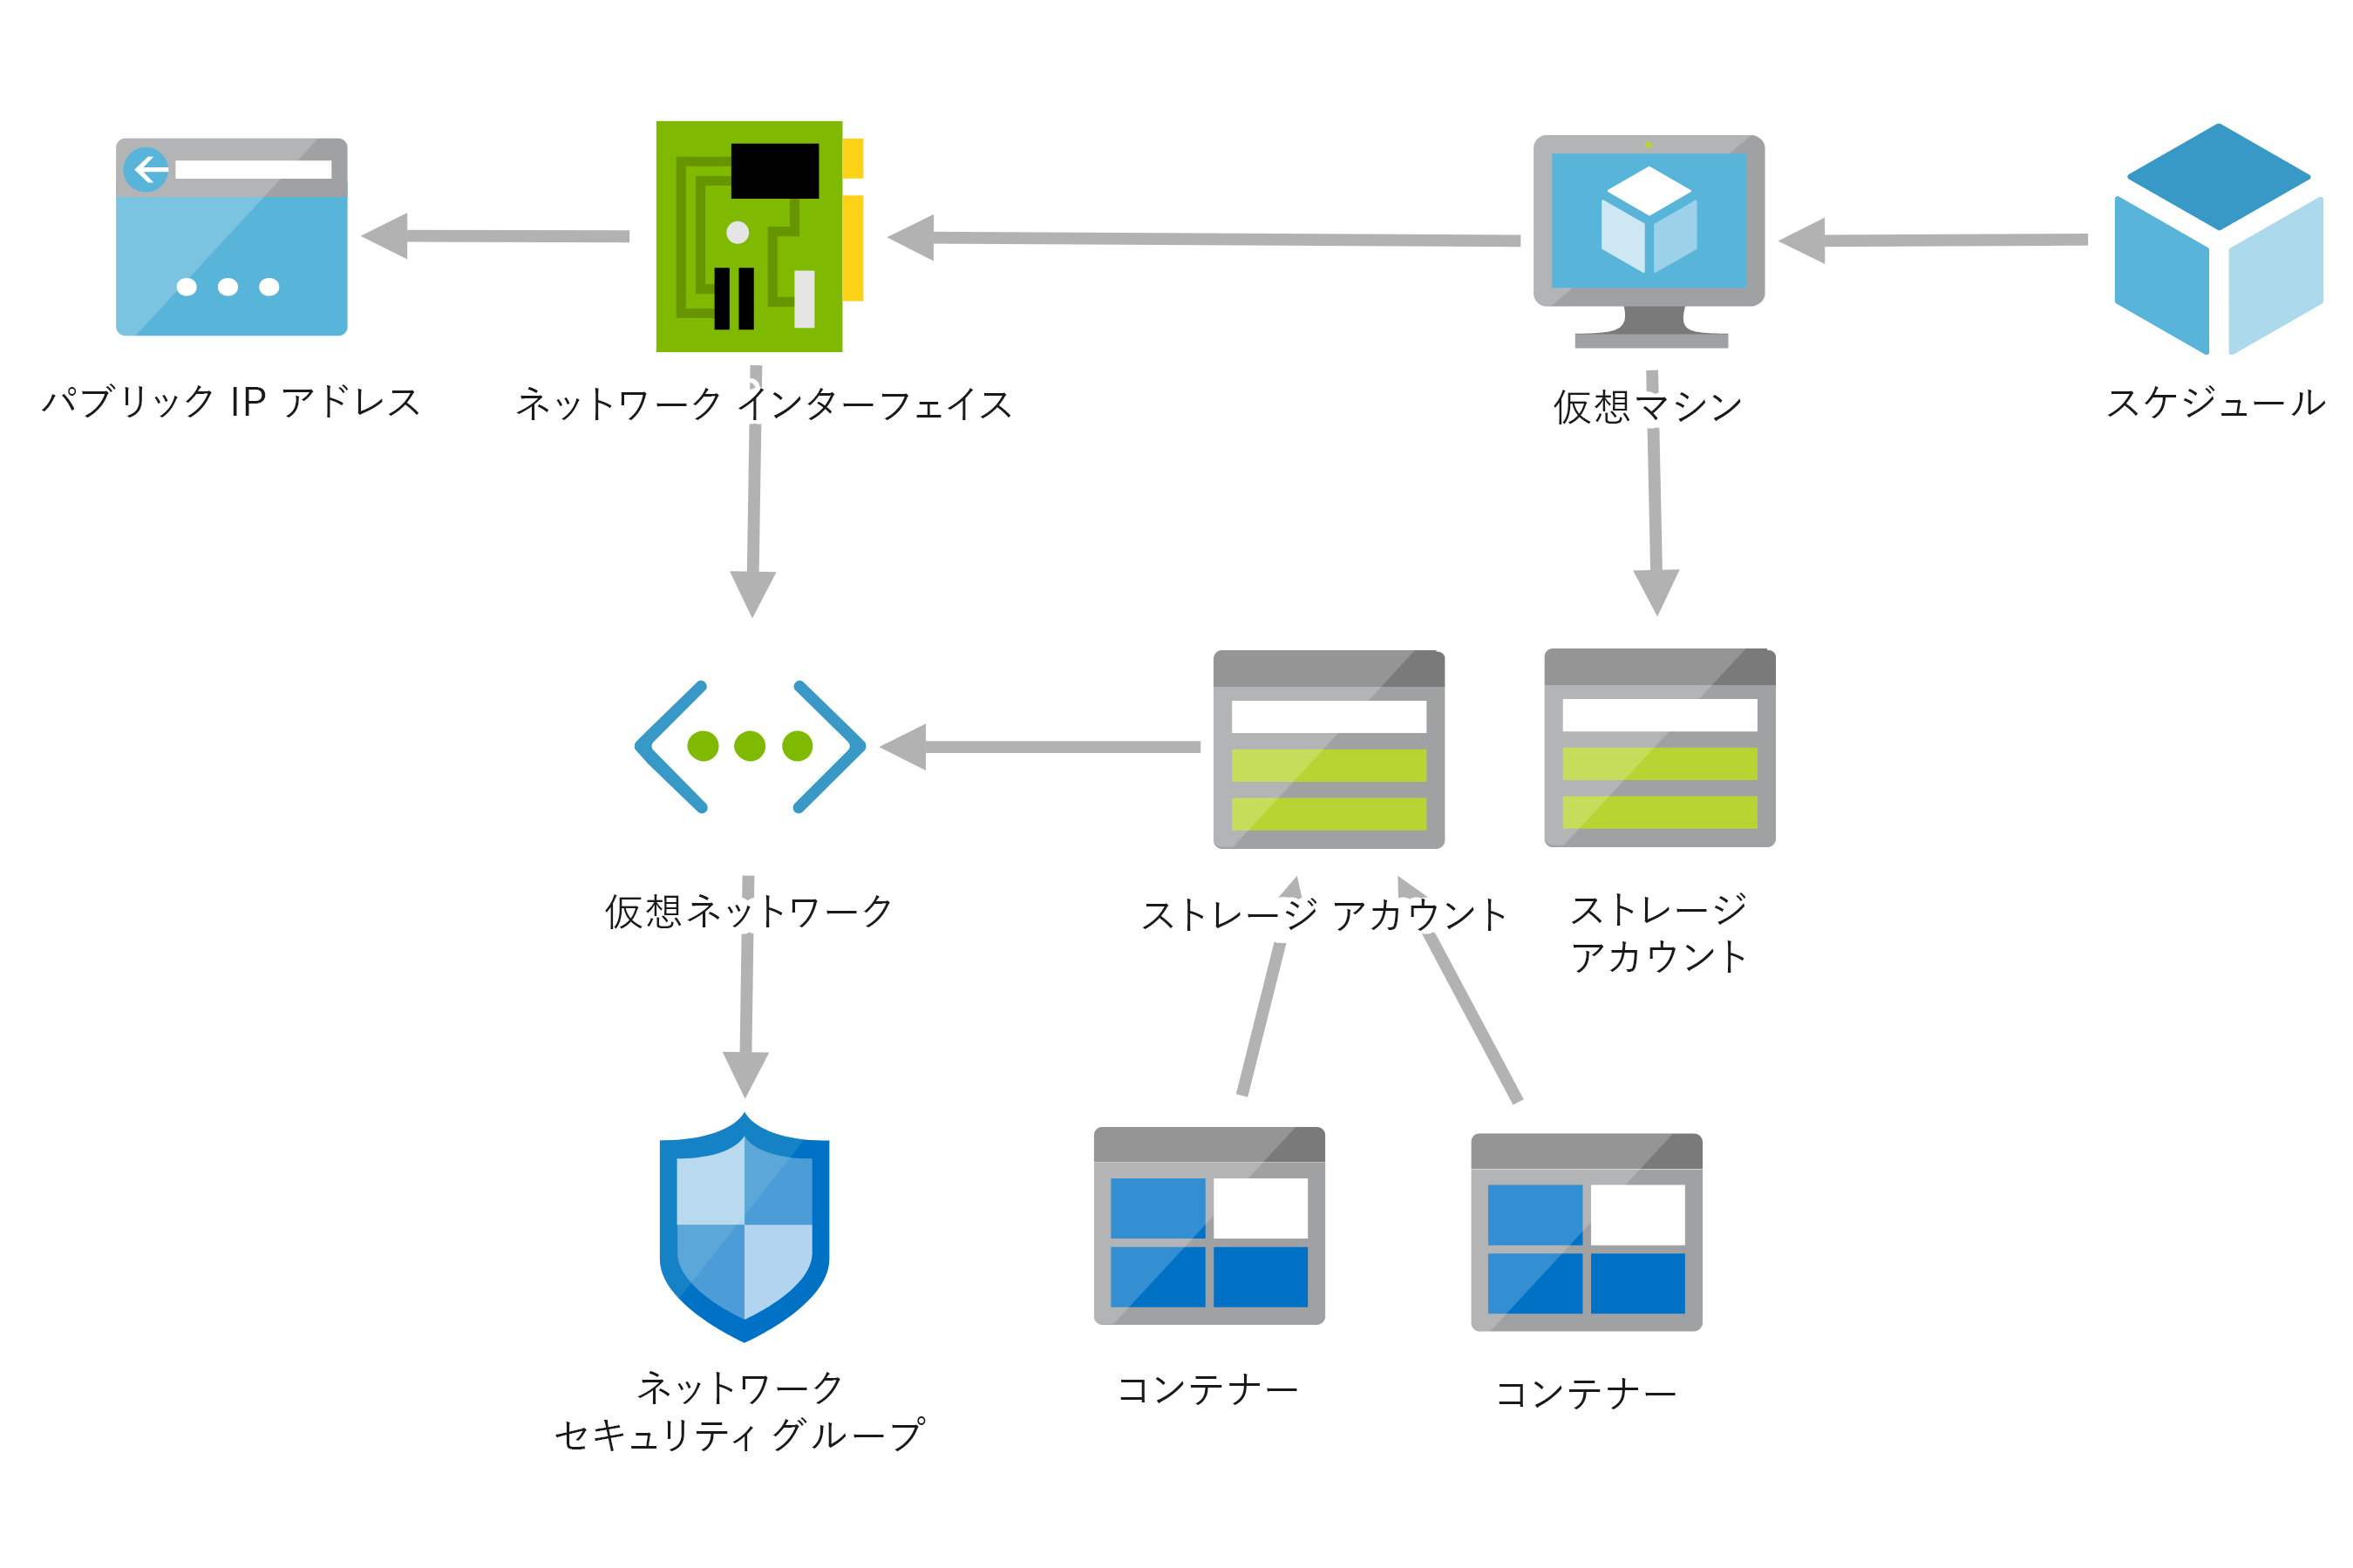 パブリック IP アドレス
ネットワーク インターフェイス
仮想マシン
スケジュール
仮想ネットワーク
ストレージ アカウント
ストレージ
アカウント
ネットワーク
セキュリティ グループ
コンテナー
コンテナー